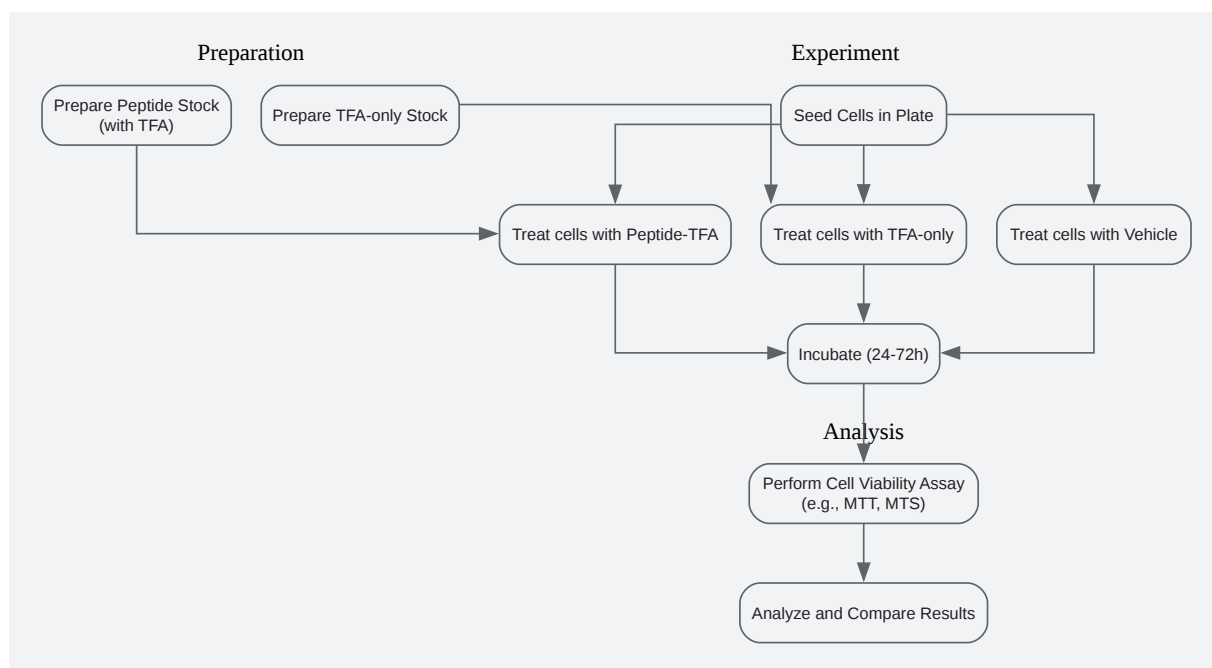 Preparation
Experiment
Prepare Peptide Stock
(with TFA)
Prepare TFA-only Stock
Seed Cells in Plate
Treat cells with Peptide-TFA
Treat cells with TFA-only
Treat cells with Vehicle
Incubate (24-72h)
Analysis
Perform Cell Viability Assay
(e.g., MTT, MTS)
Analyze and Compare Results